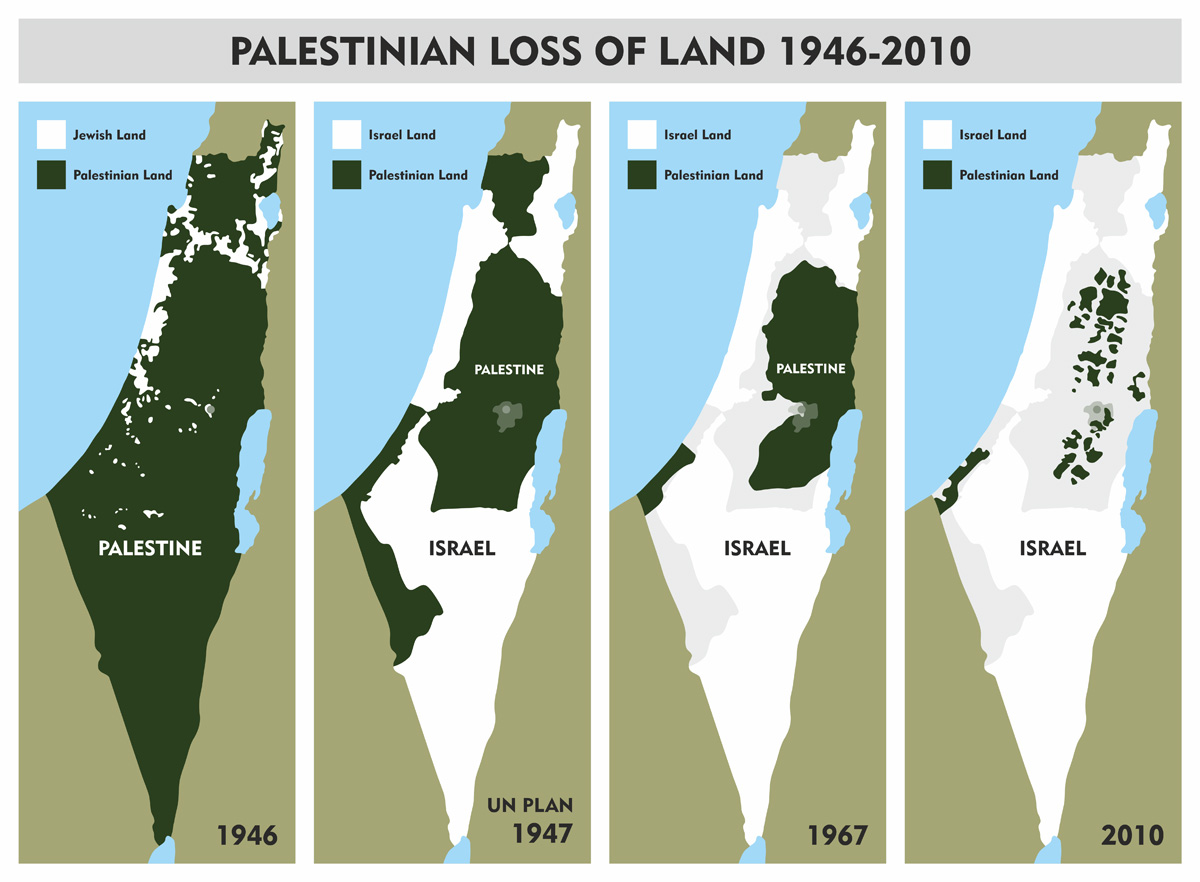 PALESTINIAN LOSS OF LAND 1946-2010
Jewish Land
Palestinian Land
PALESTINE
1946
Israel Land
Palestinian Land
PALESTINE
ISRAEL
UN PLAN
1947
Israel Land
Palestinian Land
PALESTINE
ISRAEL
1967
Israel Land
Palestinian Land
ISRAEL
2010